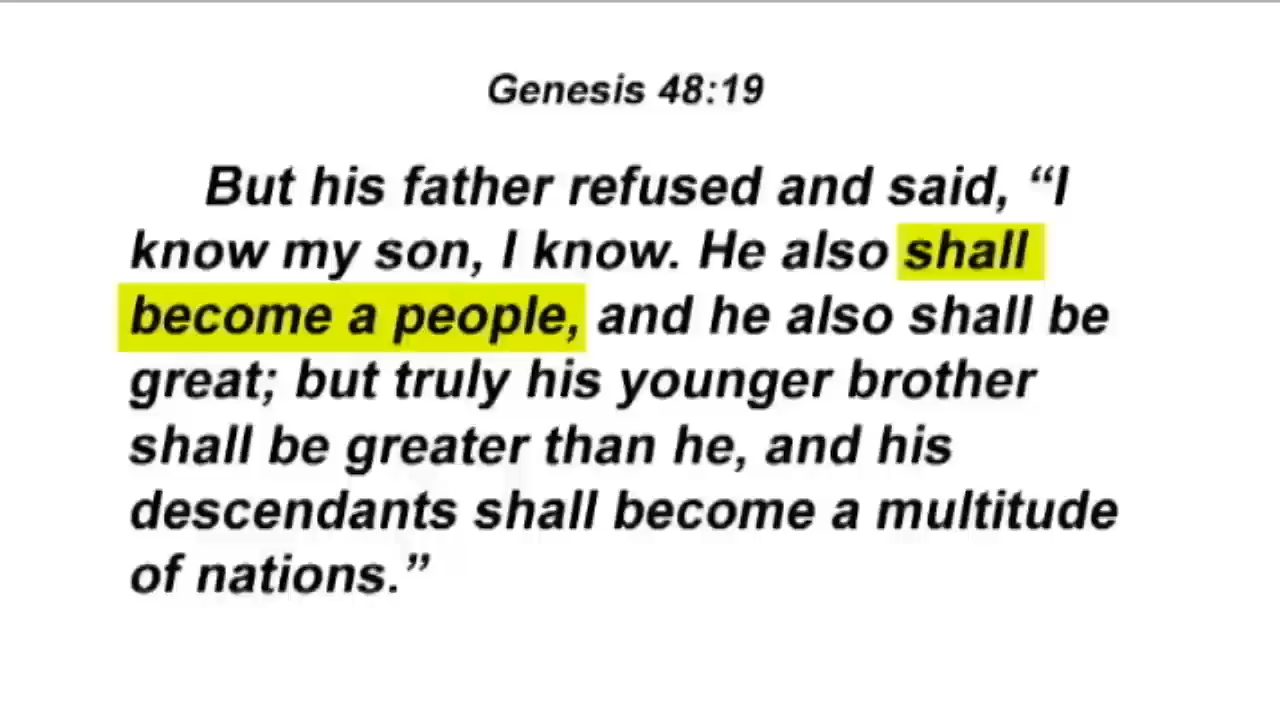 Genesis 48:19
But his father refused and said, “I
know my son, I know. He also shall
become a people, and he also shall be
great; but truly his younger brother
shall be greater than he, and his
descendants shall become a multitude
of nations.”